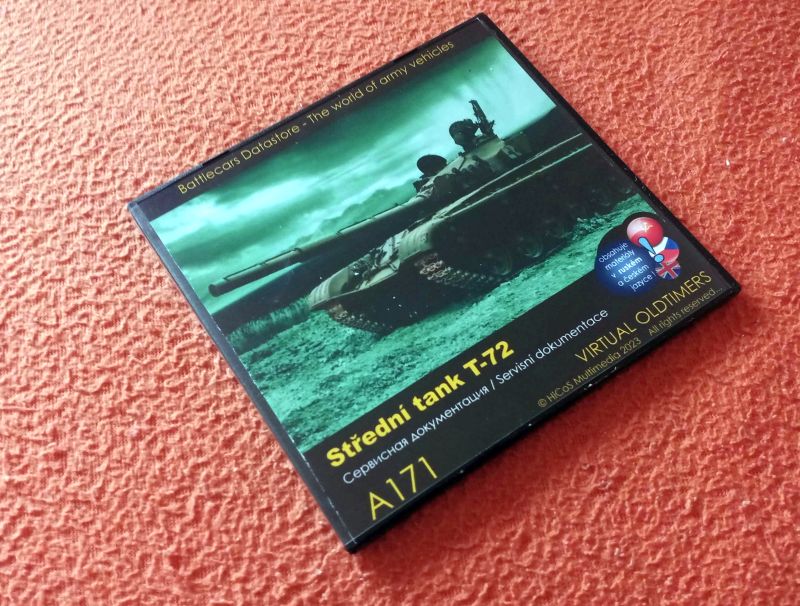 Battlecars Datastore - The world of army vehicles
obsahuje
materiály
v ruském
a českém
jazyce
Střední tank T-72
Сервисная документация / Servisní dokumentace
A171
VIRTUAL OLDTIMERS
© HiCoS Multimedia 2023 All rights reserved...